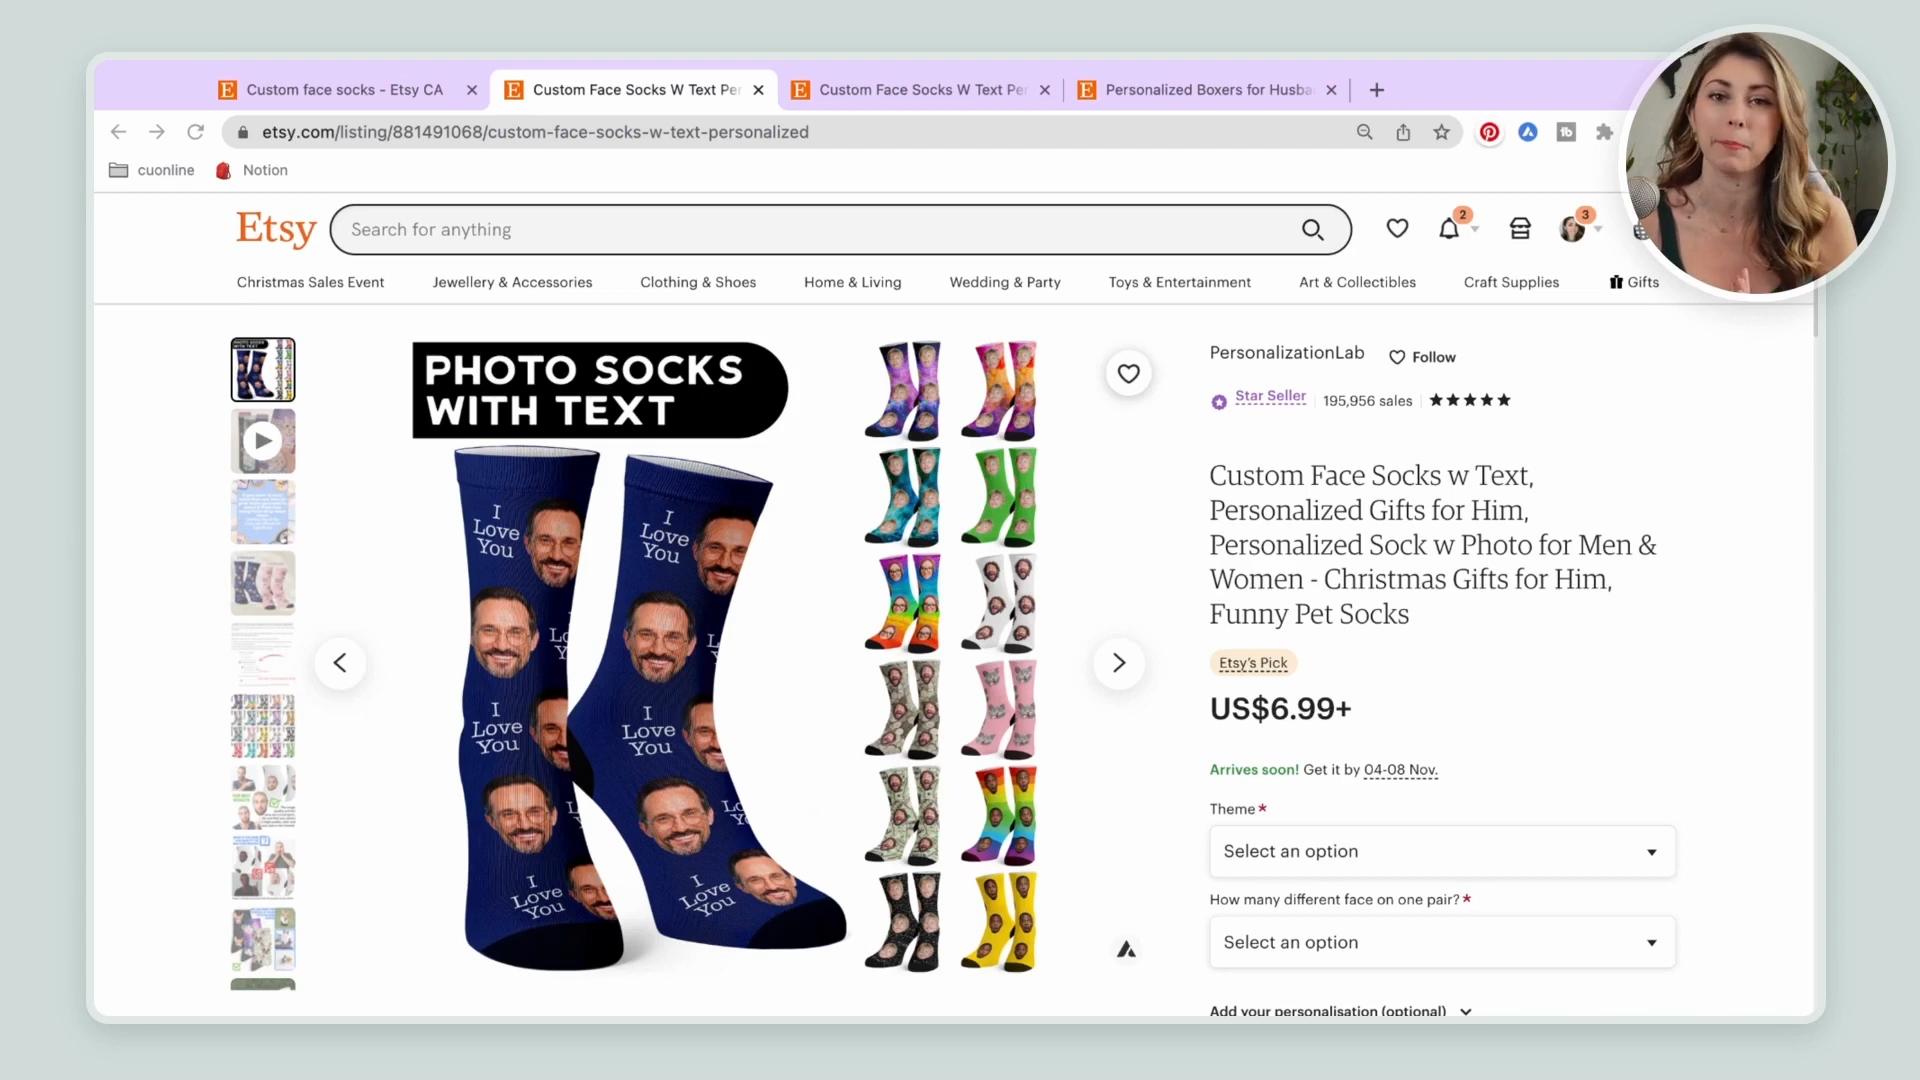 Custom face socks - Etsy CA
Custom Face Socks W Text Per
Custom Face Socks W Text Per
Personalized Boxers for Husba
etsy.com/listing/881491068/custom-face-socks-w-text-personalized
cuonline
Notion
Etsy
Search for anything
2
3
Christmas Sales Event
Jewellery & Accessories
Clothing & Shoes
Home & Living
Wedding & Party
Toys & Entertainment
Art & Collectibles
Craft Supplies
Gifts
PHOTO SOCKS
WITH TEXT
I
Love
You
I
Love
You
I
Love
You
I
Love
You
I
Love
You
I
Love
You
PersonalizationLab
Follow
Star Seller
195,956 sales
Custom Face Socks w Text,
Personalized Gifts for Him,
Personalized Sock w Photo for Men &
Women - Christmas Gifts for Him,
Funny Pet Socks
Etsy's Pick
US$6.99+
Arrives soon! Get it by 04-08 Nov.
Theme*
Select an option
How many different face on one pair?*
Select an option
Add your personalisation (optional)